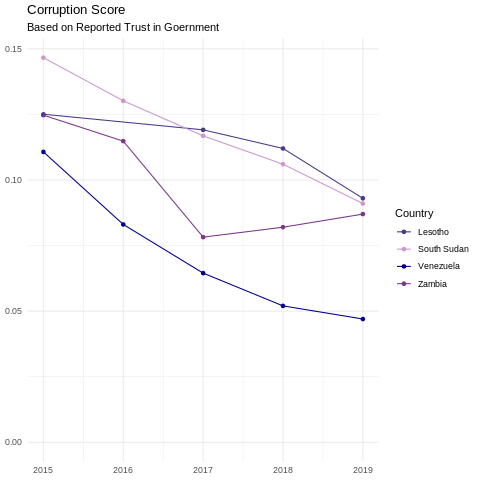 Corruption Score
Based on Reported Trust in Goernment
0.15
0.10
0.05
0.00
2015 2016 2017 2018 2019
Country
Lesotho
South Sudan
Venezuela
Zambia